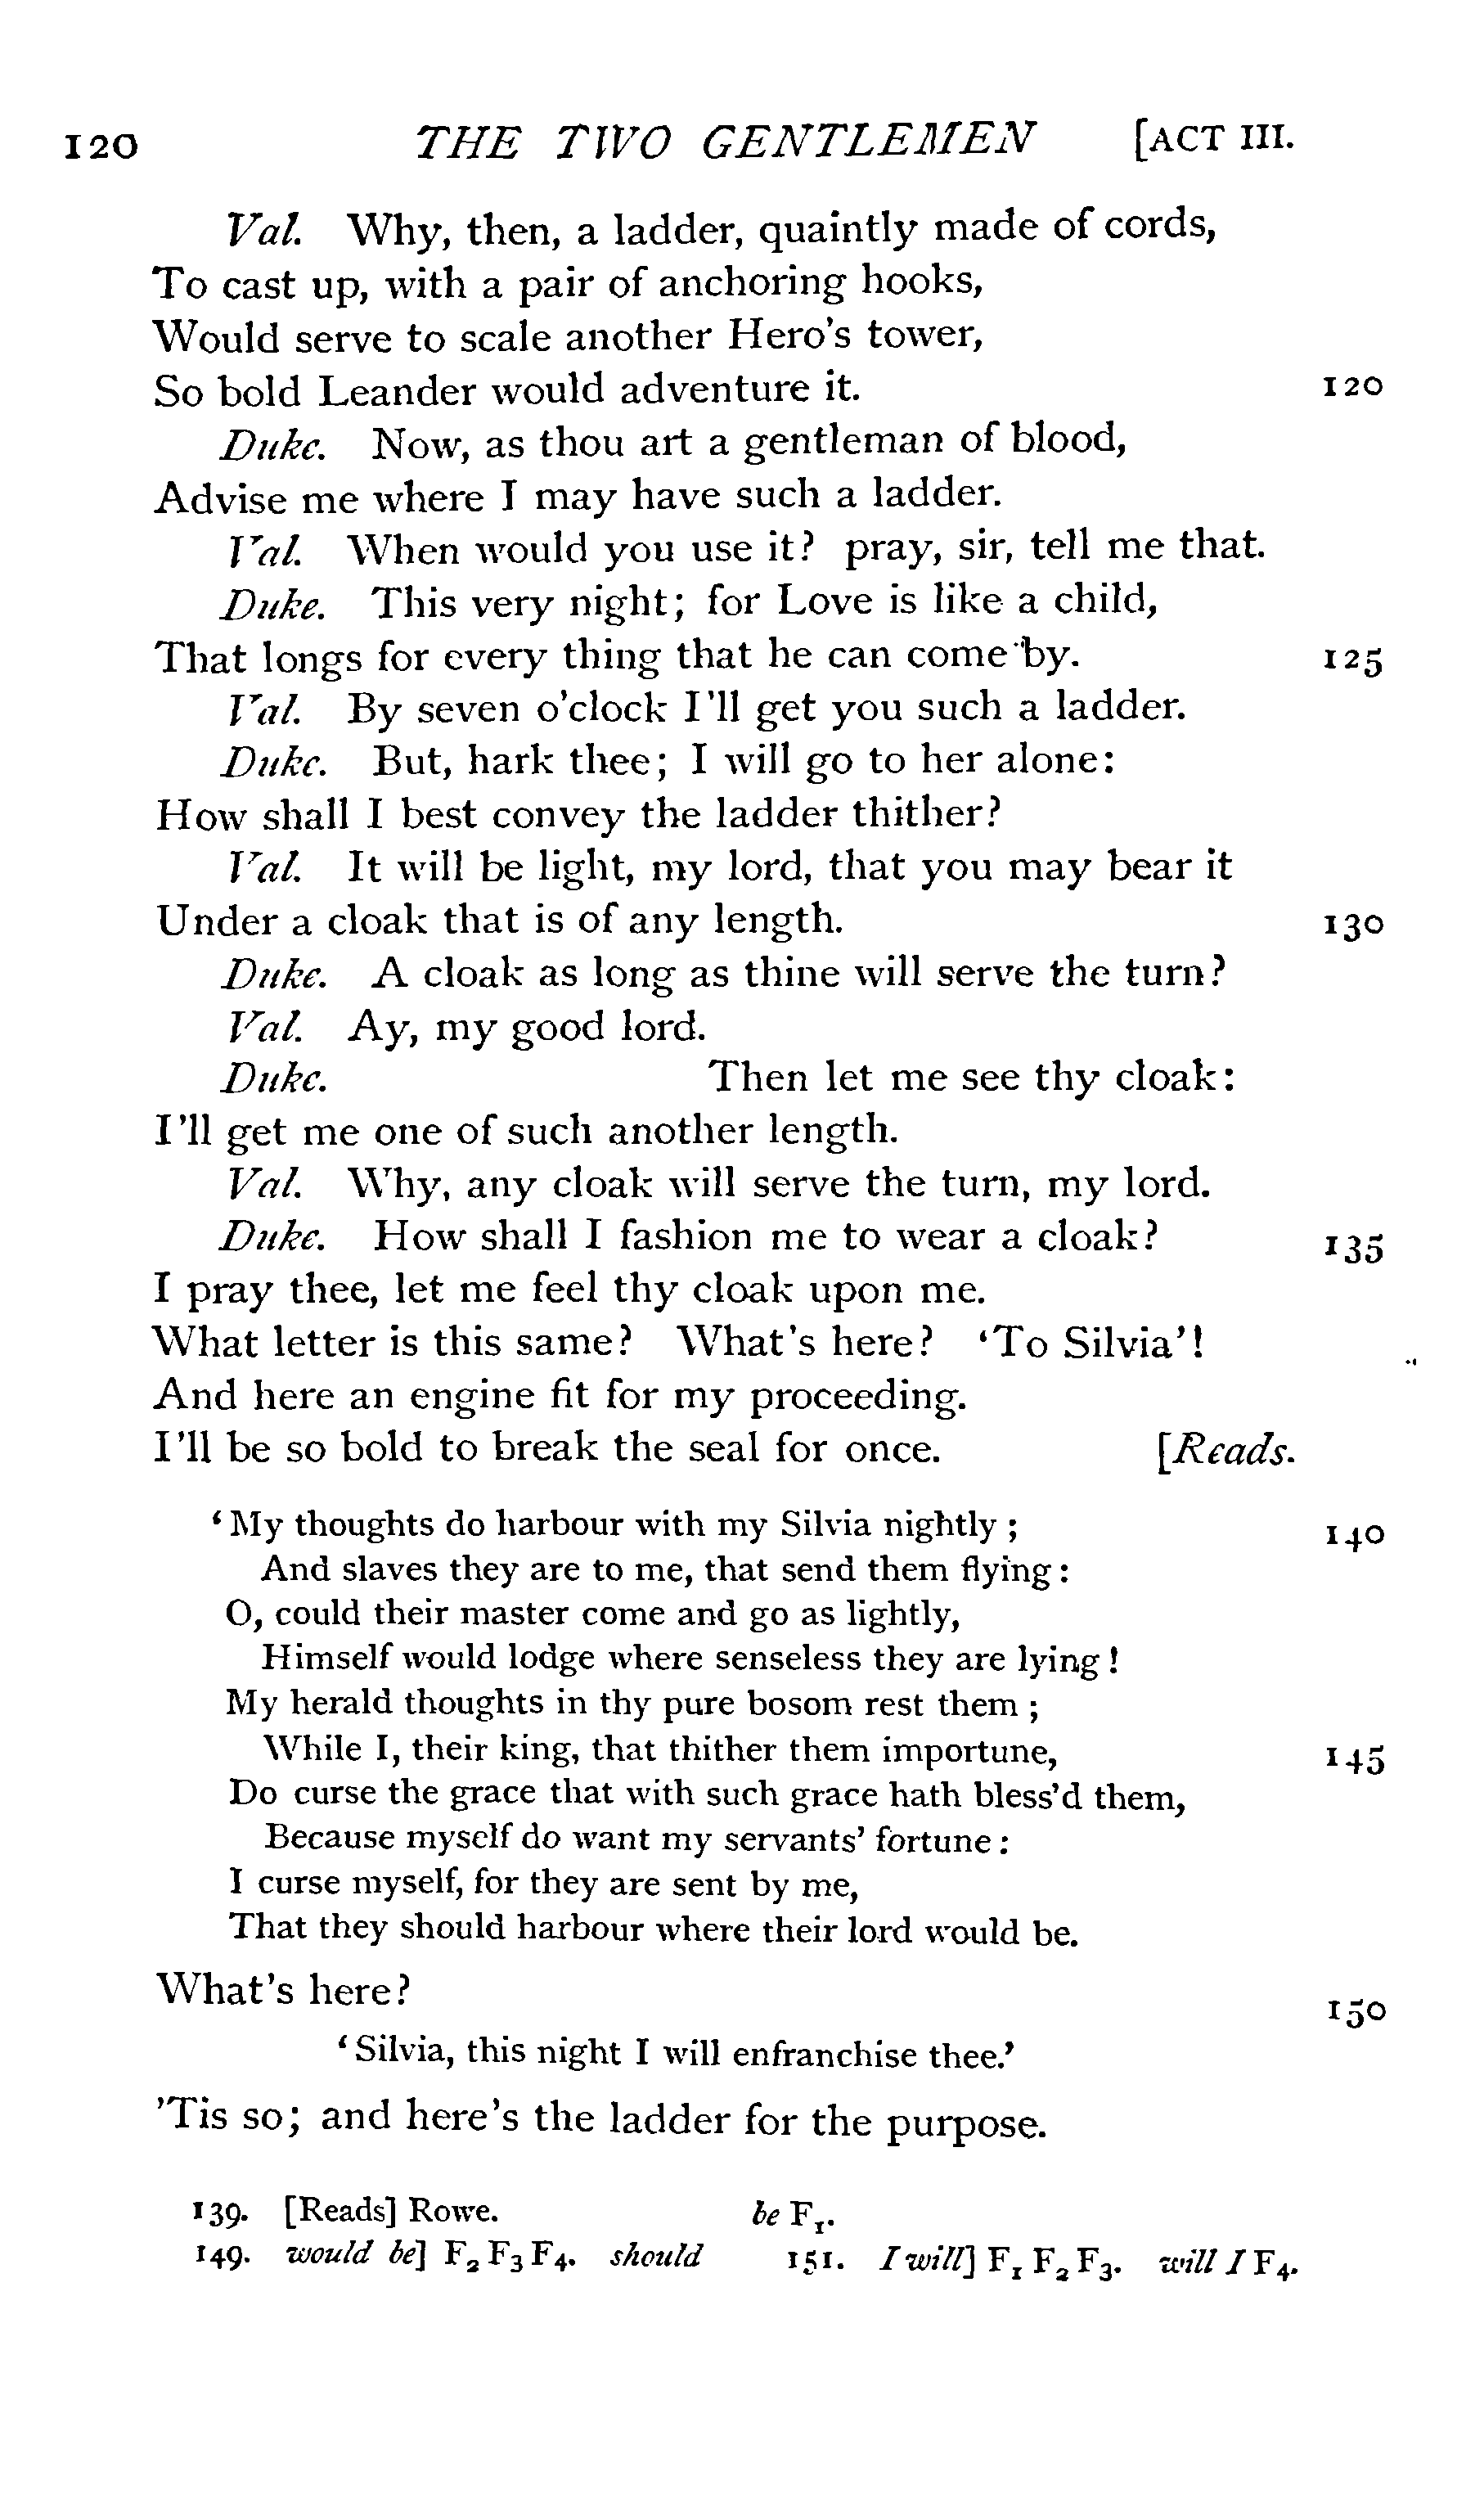 120 THE TWO GENTLEMEN [ACT III.
Val. Why, then, a ladder, quaintly made of cords,
To cast up, with a pair of anchoring hooks,
Would serve to scale another Hero's tower,
So bold Leander would adventure it. 120
Duke. Now, as thou art a gentleman of blood,
Advise me where I may have such a ladder.
Val. When would you use it? pray, sir, tell me that.
Duke. This very night; for Love is like a child,
That longs for every thing that he can come by. 125
Val. By seven o'clock I'll get you such a ladder.
Duke. But, hark thee; I will go to her alone:
How shall I best convey the ladder thither?
Val. It will be light, my lord, that you may bear it
Under a cloak that is of any length. 130
Duke. A cloak as long as thine will serve the turn?
Val. Ay, my good lord.
Duke. Then let me see thy cloak:
I'll get me one of such another length.
Val. Why, any cloak will serve the turn, my lord.
Duke. How shall I fashion me to wear a cloak? 135
I pray thee, let me feel thy cloak upon me.
What letter is this same? What's here? 'To Silvia'!
And here an engine fit for my proceeding.
I'll be so bold to break the seal for once. [Reads.
'My thoughts do harbour with my Silvia nightly; 140
And slaves they are to me, that send them flying:
O, could their master come and go as lightly,
Himself would lodge where senseless they are lying!
My herald thoughts in thy pure bosom rest them;
While I, their king, that thither them importune, 145
Do curse the grace that with such grace hath bless'd them,
Because myself do want my servants' fortune:
I curse myself, for they are sent by me,
That they should harbour where their lord would be.
What's here? 150
'Silvia, this night I will enfranchise thee.'
'Tis so; and here's the ladder for the purpose.
139. [Reads] Rowe.
149. would be] F2 F3 F4. should
be F1.
151. I will] F1 F2 F3. will I F4.